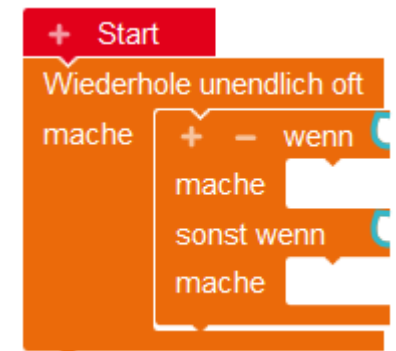 + Start
Wiederhole unendlich oft
mache
+ − wenn
mache
sonst wenn
mache